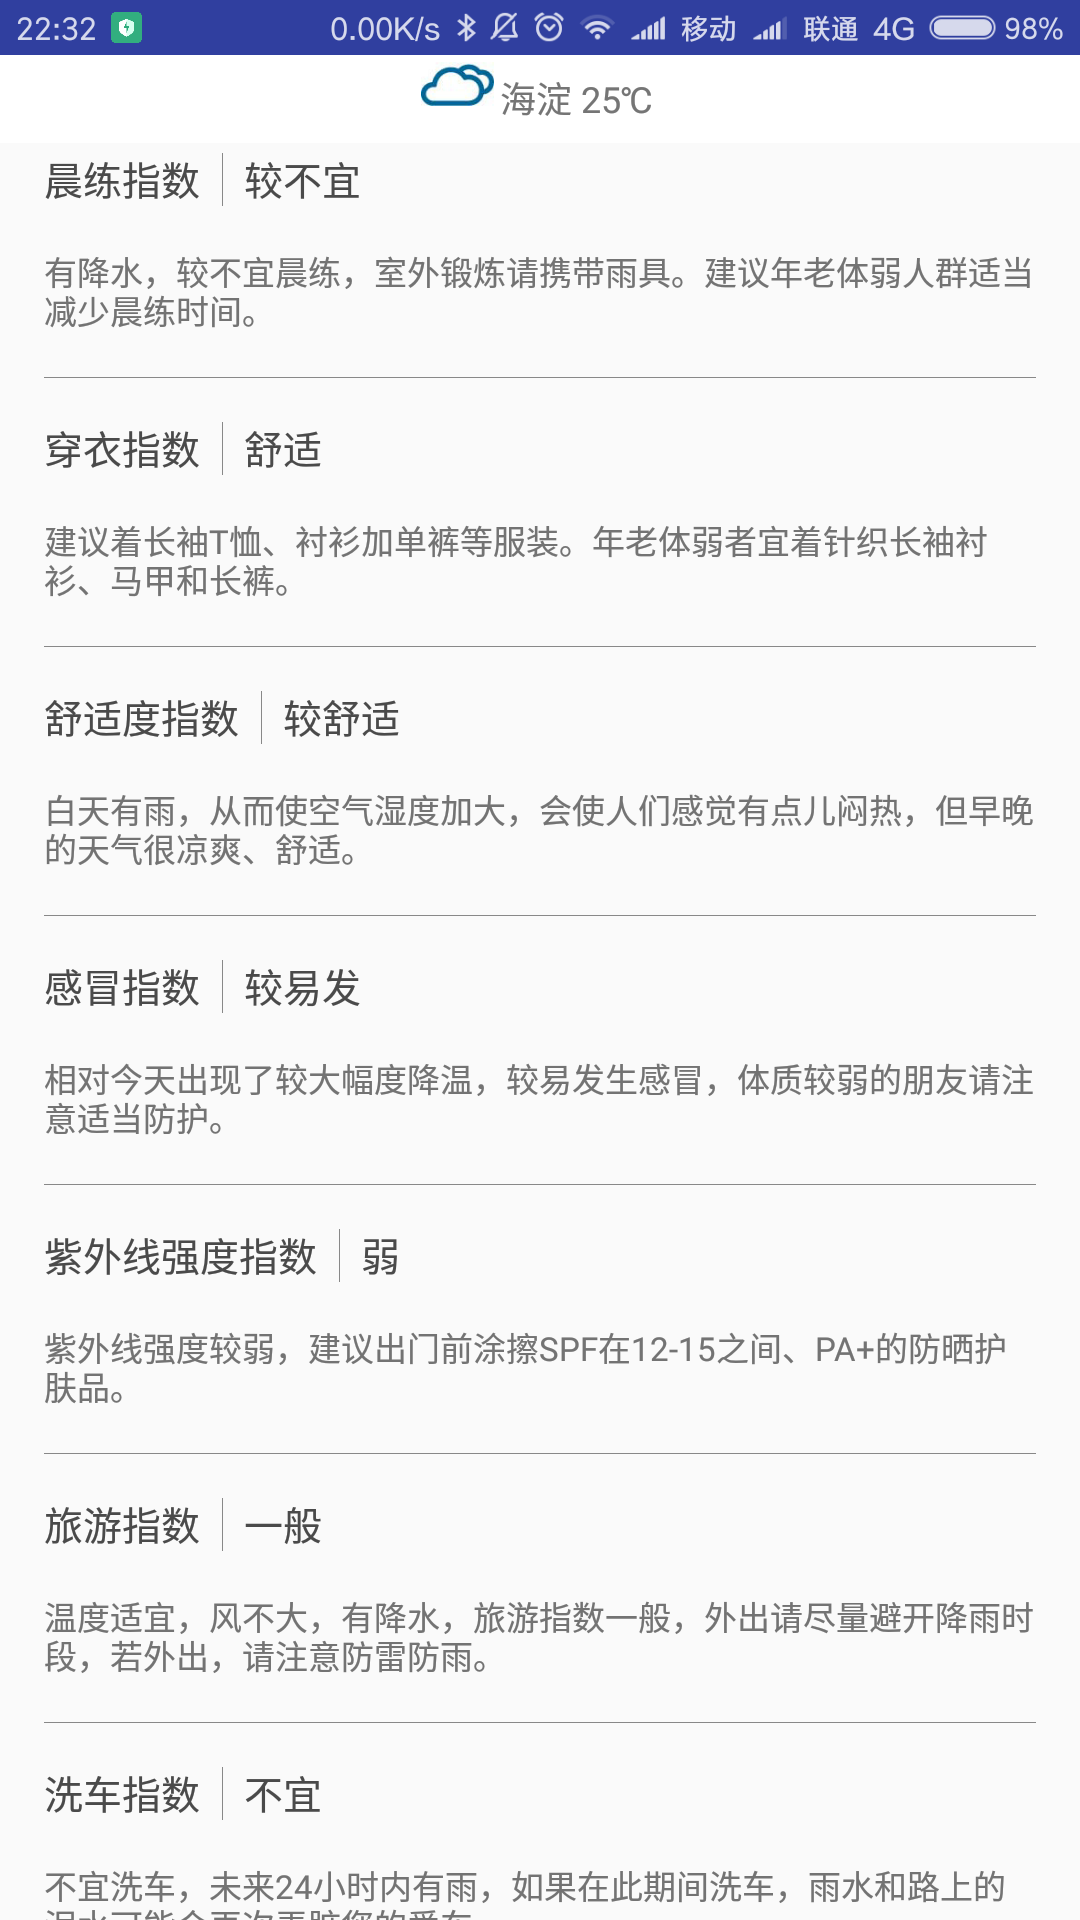 22:32 0.00K/s 移动 联通 4G 98%
海淀 25℃
晨练指数 较不宜
有降水，较不宜晨练，室外锻炼请携带雨具。建议年老体弱人群适当
减少晨练时间。
穿衣指数 舒适
建议着长袖T恤、衬衫加单裤等服装。年老体弱者宜着针织长袖衬
衫、马甲和长裤。
舒适度指数 较舒适
白天有雨，从而使空气湿度加大，会使人们感觉有点儿闷热，但早晚
的天气很凉爽、舒适。
感冒指数 较易发
相对今天出现了较大幅度降温，较易发生感冒，体质较弱的朋友请注
意适当防护。
紫外线强度指数 弱
紫外线强度较弱，建议出门前涂擦SPF在12-15之间、PA+的防晒护
肤品。
旅游指数 一般
温度适宜，风不大，有降水，旅游指数一般，外出请尽量避开降雨时
段，若外出，请注意防雷防雨。
洗车指数 不宜
不宜洗车，未来24小时内有雨，如果在此期间洗车，雨水和路上的